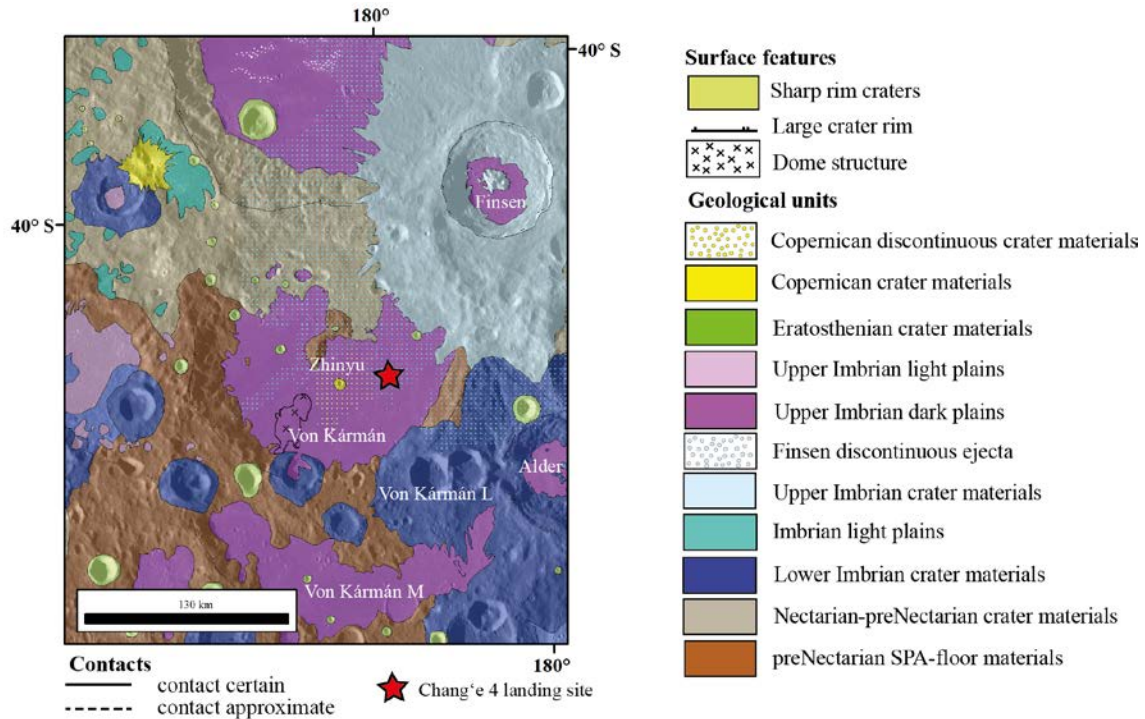 180°
40° S
40° S
Finsen
Zhinyu
Von Kármán
Alder
Von Kármán L
Von Kármán M
130 km
180°
Contacts
contact certain
contact approximate
Chang‘e 4 landing site
Surface features
Sharp rim craters
Large crater rim
Dome structure
Geological units
Copernican discontinuous crater materials
Copernican crater materials
Eratosthenian crater materials
Upper Imbrian light plains
Upper Imbrian dark plains
Finsen discontinuous ejecta
Upper Imbrian crater materials
Imbrian light plains
Lower Imbrian crater materials
Nectarian-preNectarian crater materials
preNectarian SPA-floor materials